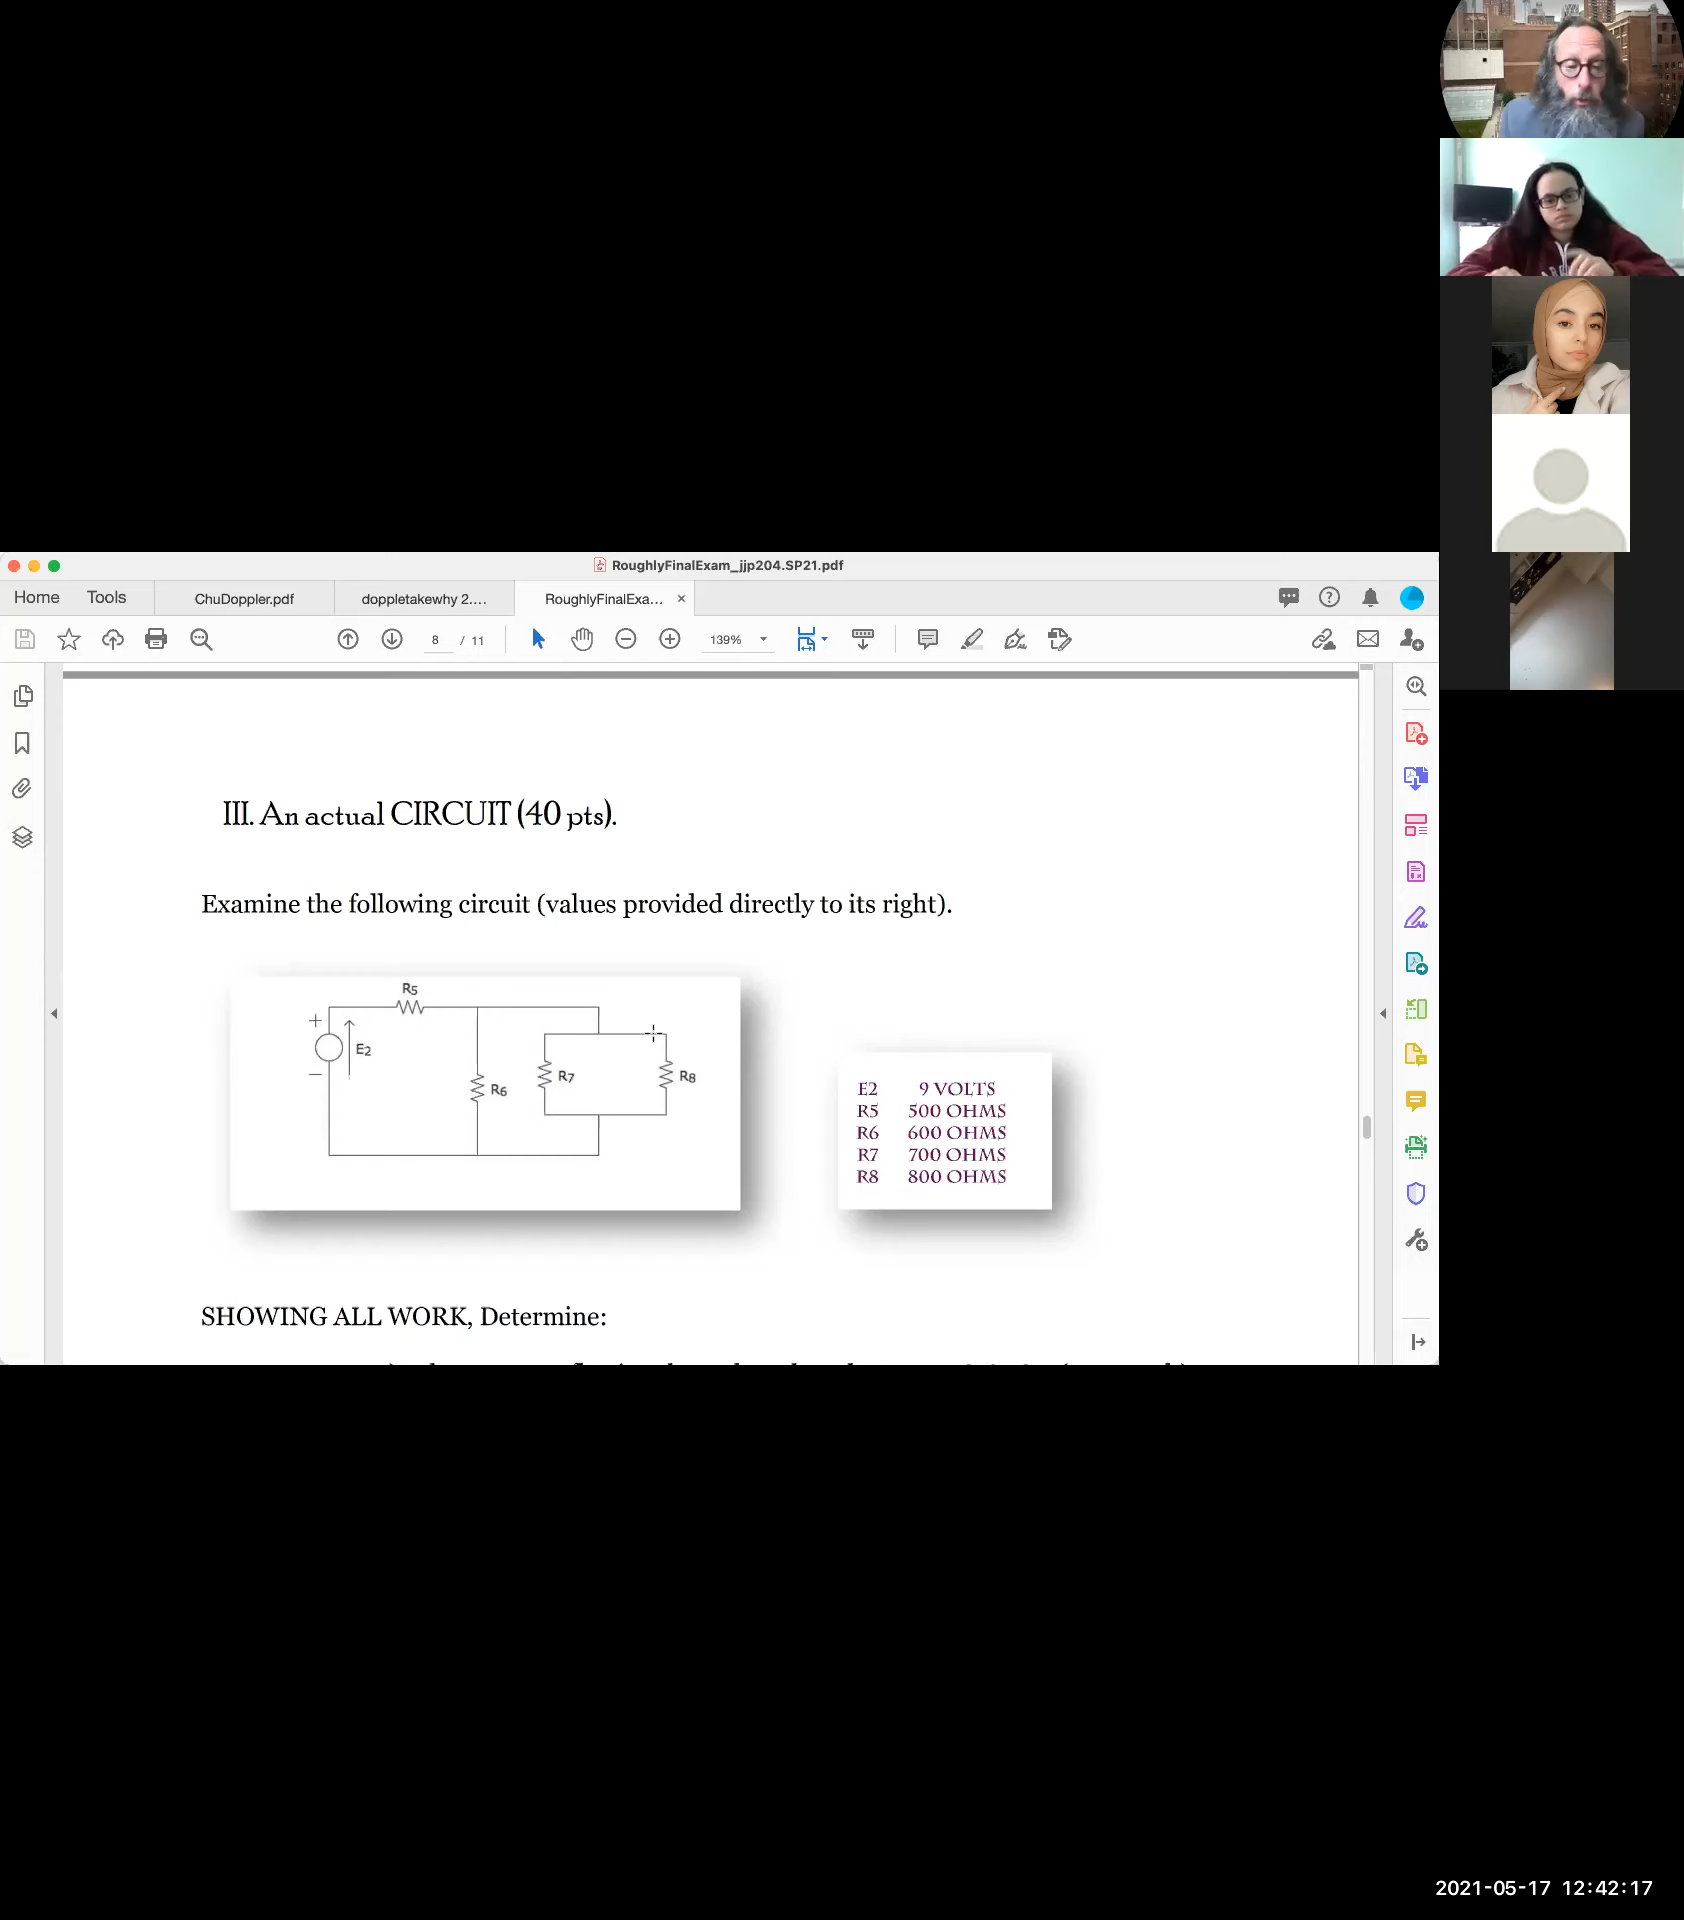 RoughlyFinalExam_jjp204.SP21.pdf
Home Tools ChuDoppler.pdf doppletakewhy 2.... RoughlyFinalExa... ×
8 / 11 139%
III. An actual CIRCUIT (40 pts).
Examine the following circuit (values provided directly to its right).
R5
+
E2
−
R6
R7
R8
E2 9 VOLTS
R5 500 OHMS
R6 600 OHMS
R7 700 OHMS
R8 800 OHMS
SHOWING ALL WORK, Determine:
2021-05-17 12:42:17